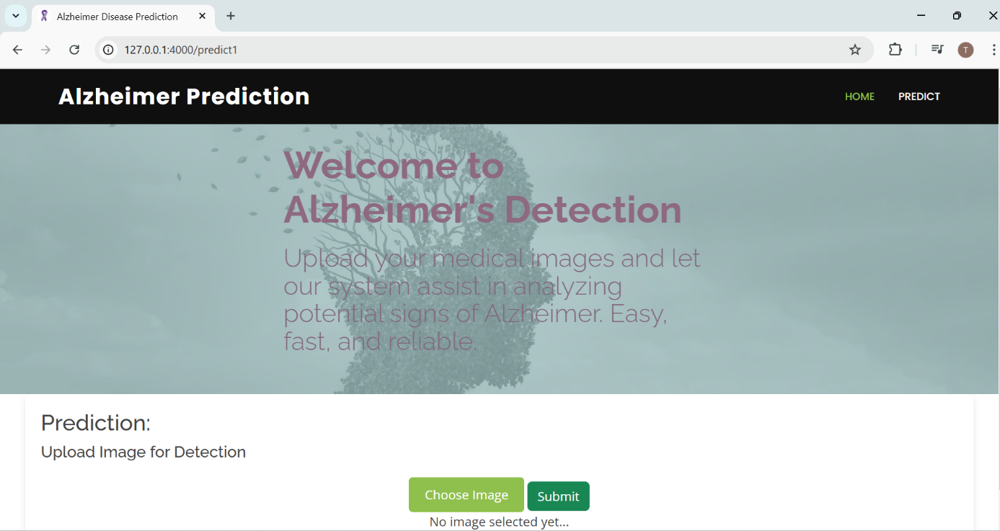 Alzheimer Disease Prediction
127.0.0.1:4000/predict1
T
Alzheimer Prediction
HOME
PREDICT
Welcome to
Alzheimer's Detection
Upload your medical images and let
our system assist in analyzing
potential signs of Alzheimer. Easy,
fast, and reliable.
Prediction:
Upload Image for Detection
Choose Image
Submit
No image selected yet...